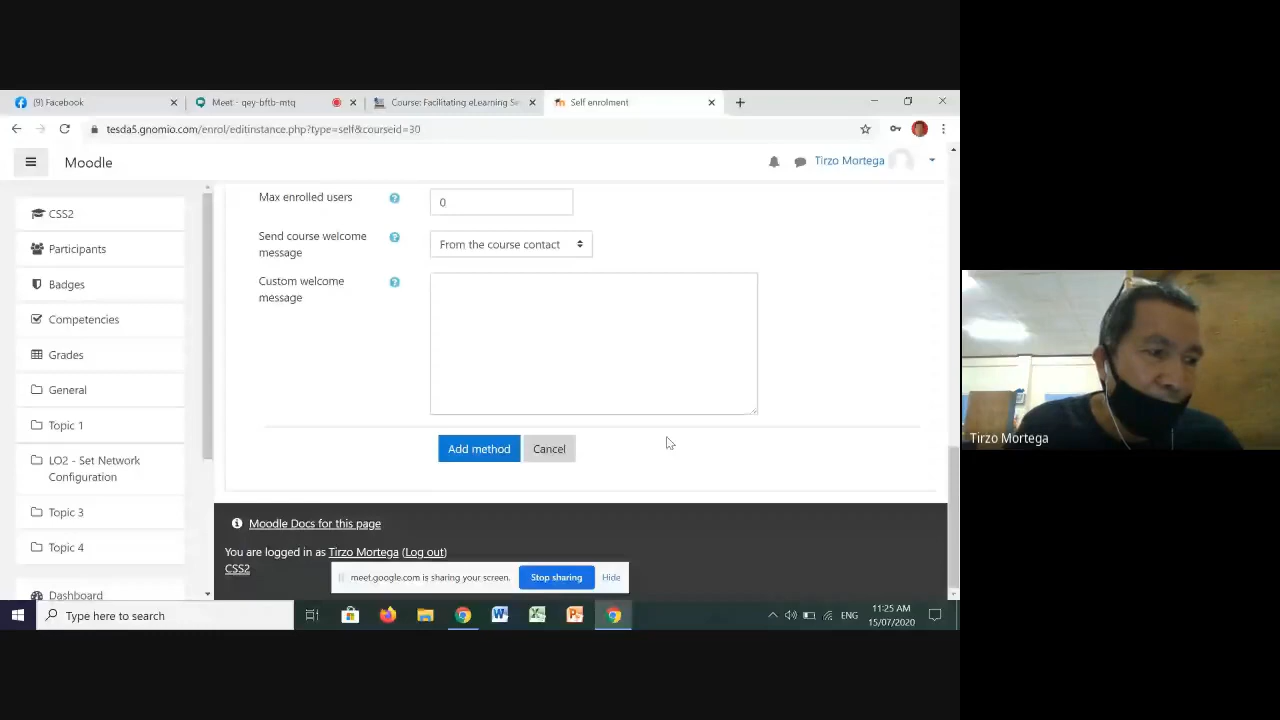 (9) Facebook
Meet - qey-bftb-mtq
Course: Facilitating eLearning Se
Self enrolment
tesda5.gnomio.com/enrol/editinstance.php?type=self&courseid=30
Moodle
Tirzo Mortega
CSS2
Participants
Badges
Competencies
Grades
General
Topic 1
LO2 - Set Network
Configuration
Topic 3
Topic 4
Dashboard
Max enrolled users
0
Send course welcome
message
From the course contact
Custom welcome
message
Add method
Cancel
Moodle Docs for this page
You are logged in as Tirzo Mortega (Log out)
CSS2
meet.google.com is sharing your screen.
Stop sharing
Hide
Type here to search
ENG
11:25 AM
15/07/2020
Tirzo Mortega